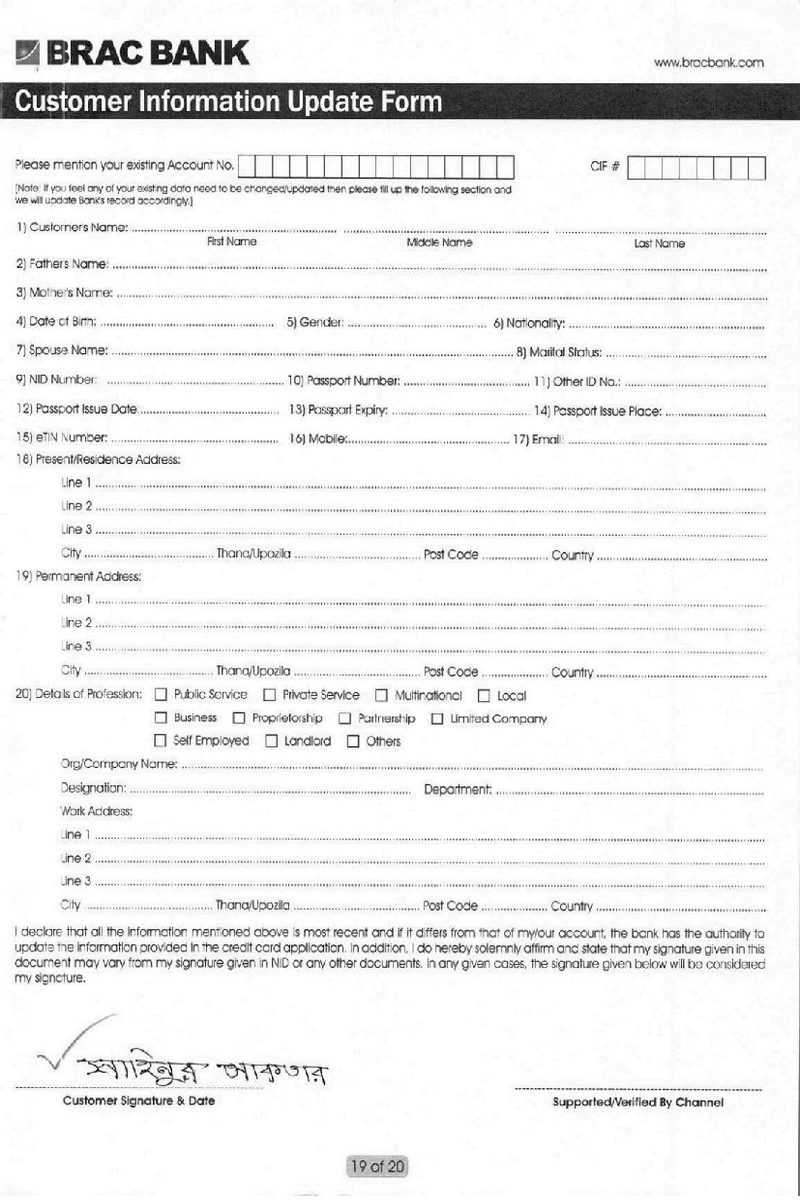 BRAC BANK
www.bracbank.com
Customer Information Update Form
Please mention your existing Account No. CIF #
[Note: If you feel any of your existing data need to be changed/updated then please fill up the following section and
we will update Bank's record accordingly.]
1) Customer's Name: ........................................................................................................
First Name Middle Name Last Name
2) Fathers Name: ........................................................................................................
3) Mother's Name: ........................................................................................................
4) Date of Birth: ........................ 5) Gender: ........................ 6) Nationality: ........................
7) Spouse Name: ........................................................ 8) Marital Status: ........................
9) NID Number: ........................ 10) Passport Number: ........................ 11) Other ID No.: ........................
12) Passport Issue Date: ........................ 13) Passport Expiry: ........................ 14) Passport Issue Place: ........................
15) eTIN Number: ........................ 16) Mobile: ........................ 17) Email: ........................
18) Present/Residence Address:
Line 1 ........................................................................................................
Line 2 ........................................................................................................
Line 3 ........................................................................................................
City ........................ Thana/Upozila ........................ Post Code ................ Country ........................
19) Permanent Address:
Line 1 ........................................................................................................
Line 2 ........................................................................................................
Line 3 ........................................................................................................
City ........................ Thana/Upozila ........................ Post Code ................ Country ........................
20) Details of Profession: ☐ Public Service ☐ Private Service ☐ Multinational ☐ Local
☐ Business ☐ Proprietorship ☐ Partnership ☐ Limited Company
☐ Self Employed ☐ Landlord ☐ Others
Org/Company Name: ........................................................................................................
Designation: ........................................................ Department: ........................................................
Work Address:
Line 1 ........................................................................................................
Line 2 ........................................................................................................
Line 3 ........................................................................................................
City ........................ Thana/Upozila ........................ Post Code ................ Country ........................
I declare that all the information mentioned above is most recent and if it differs from that of my/our account, the bank has the authority to
update the information provided in the credit card application. In addition, I do hereby solemnly affirm and state that my signature given in this
document may vary from my signature given in NID or any other documents. In any given cases, the signature given below will be considered
my signature.
শাহিনুর আকতার
Customer Signature & Date Supported/Verified By Channel
19 of 20